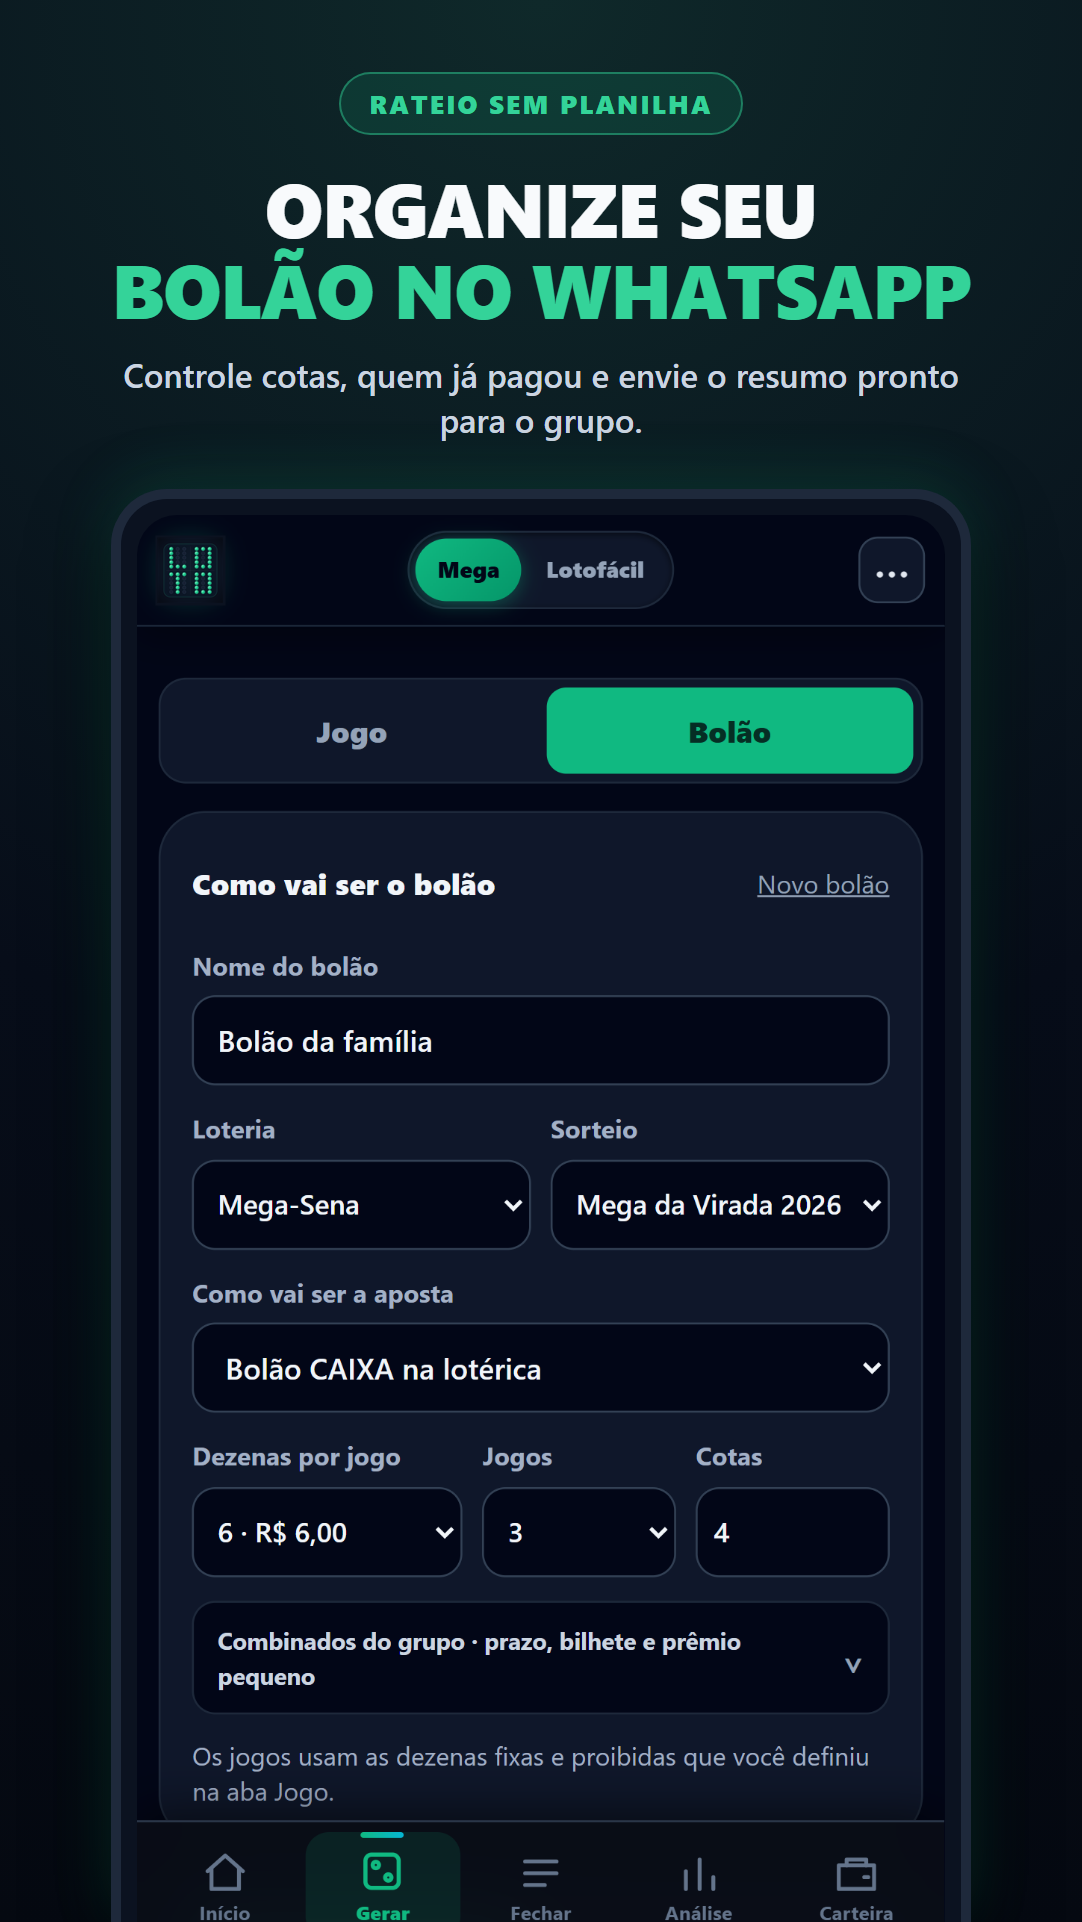 RATEIO SEM PLANILHA
ORGANIZE SEU
BOLÃO NO WHATSAPP
Controle cotas, quem já pagou e envie o resumo pronto
para o grupo.
Mega
Lotofácil
...
Jogo
Bolão
Como vai ser o bolão
Novo bolão
Nome do bolão
Bolão da família
Loteria
Sorteio
Mega-Sena
Mega da Virada 2026
Como vai ser a aposta
Bolão CAIXA na lotérica
Dezenas por jogo
Jogos
Cotas
6 · R$ 6,00
3
4
Combinados do grupo · prazo, bilhete e prêmio
pequeno
Os jogos usam as dezenas fixas e proibidas que você definiu
na aba Jogo.
Início
Gerar
Fechar
Análise
Carteira